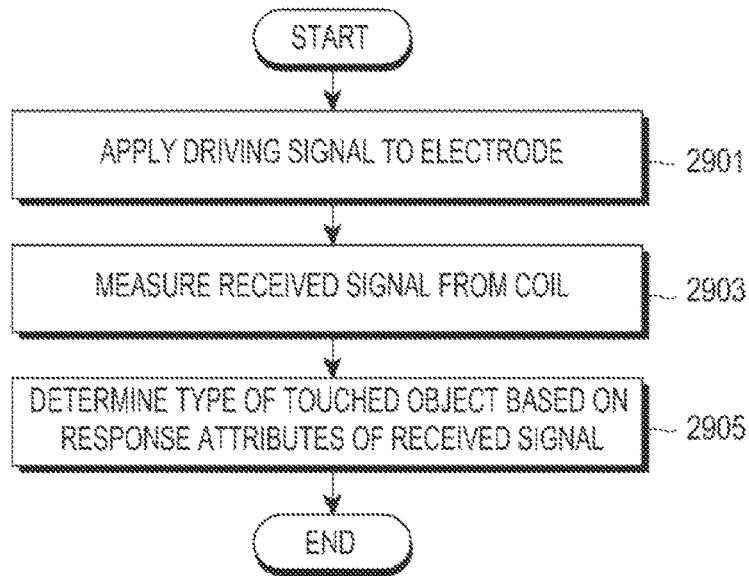 START
APPLY DRIVING SIGNAL TO ELECTRODE
2901
MEASURE RECEIVED SIGNAL FROM COIL
2903
DETERMINE TYPE OF TOUCHED OBJECT BASED ON
RESPONSE ATTRIBUTES OF RECEIVED SIGNAL
2905
END